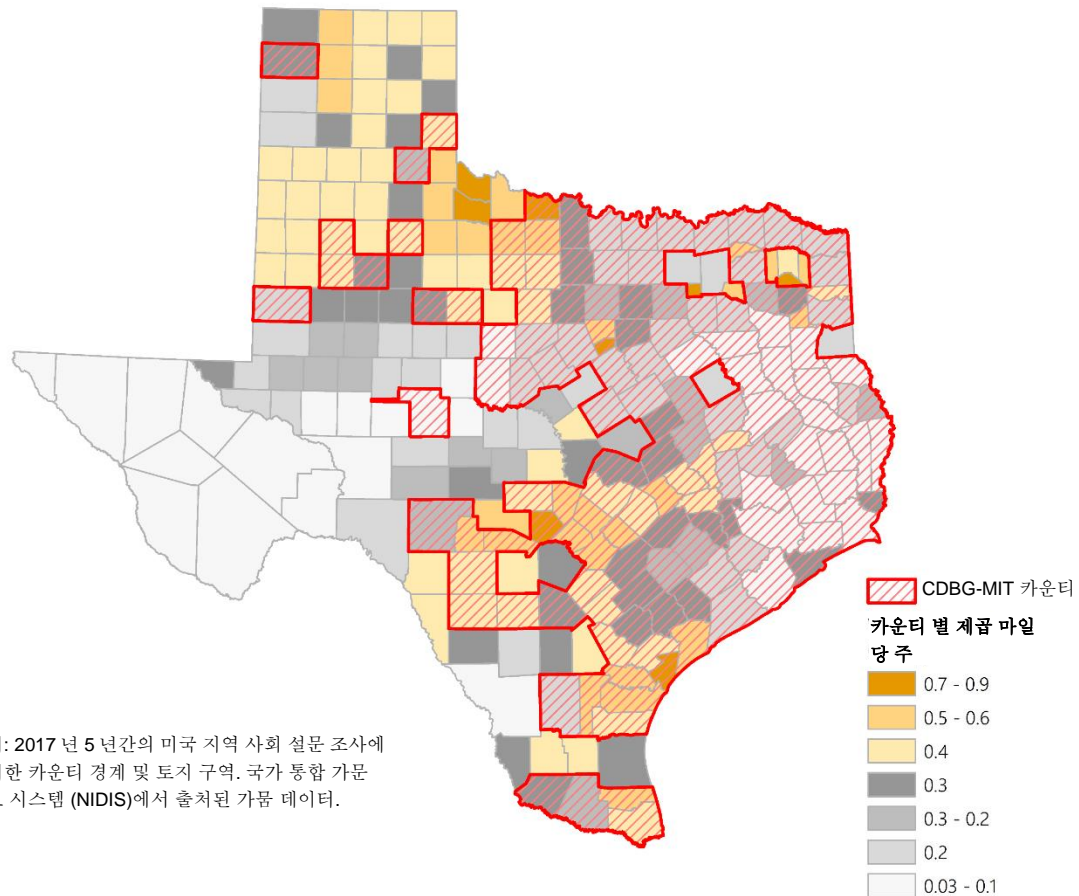 CDBG-MIT 카운티
카운티 별 제곱 마일
당 주
0.7 - 0.9
0.5 - 0.6
0.4
0.3
0.3 - 0.2
0.2
0.03 - 0.1
: 2017 년 5 년간의 미국 지역 사회 설문 조사에
한 카운티 경계 및 토지 구역. 국가 통합 가뭄
시스템 (NIDIS)에서 출처된 가뭄 데이터.